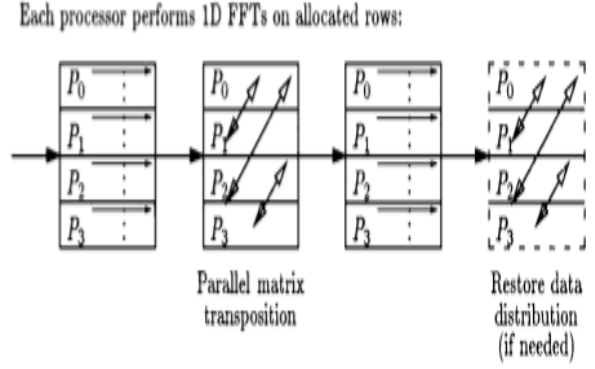 Each processor performs 1D FFTs on allocated rows:
P0 P0 P0 P0
P1 P1 P1 P1
P2 P2 P2 P2
P3 P3 P3 P3
Parallel matrix
transposition
Restore data
distribution
(if needed)